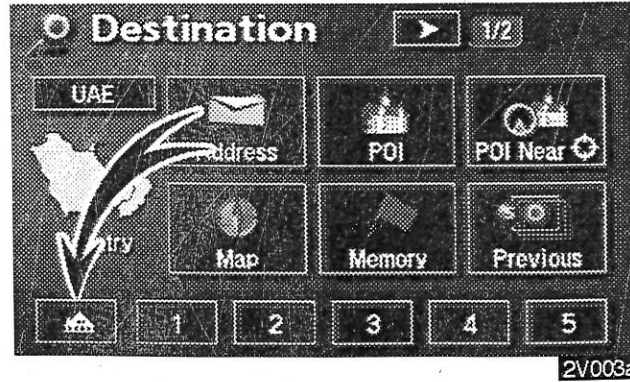 Destination 1/2
UAE
Address POI POI Near
Map Memory Previous
1 2 3 4 5
2V003a